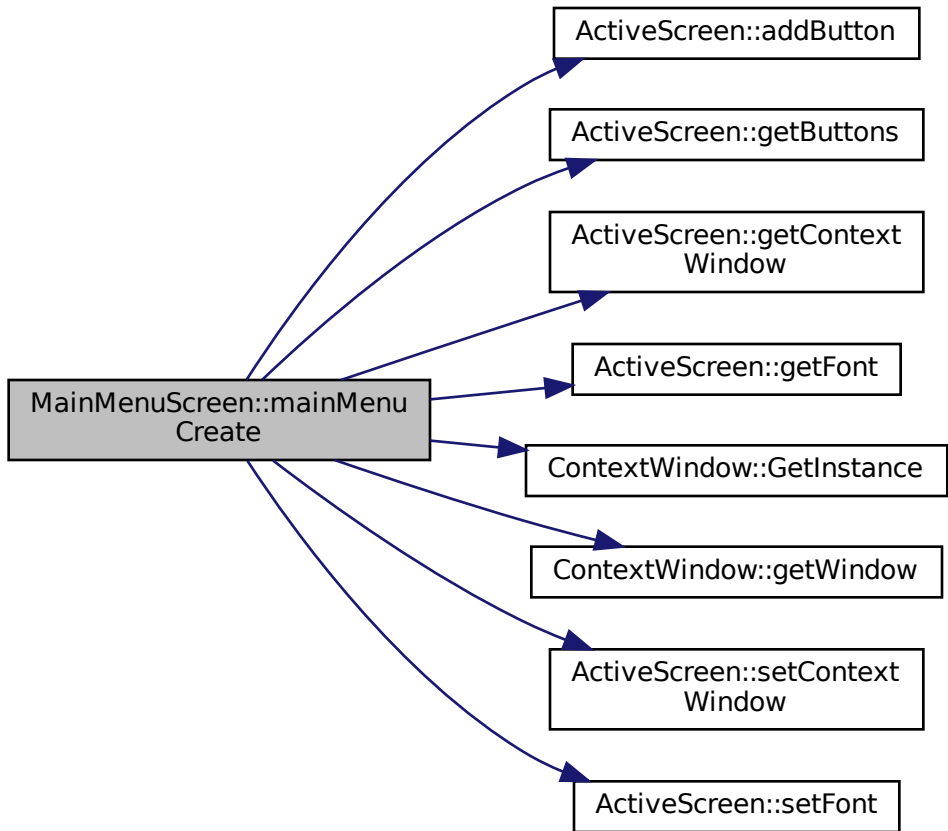 ActiveScreen::addButton
ActiveScreen::getButtons
ActiveScreen::getContext
Window
ActiveScreen::getFont
MainMenuScreen::mainMenu
Create
ContextWindow::GetInstance
ContextWindow::getWindow
ActiveScreen::setContext
Window
ActiveScreen::setFont